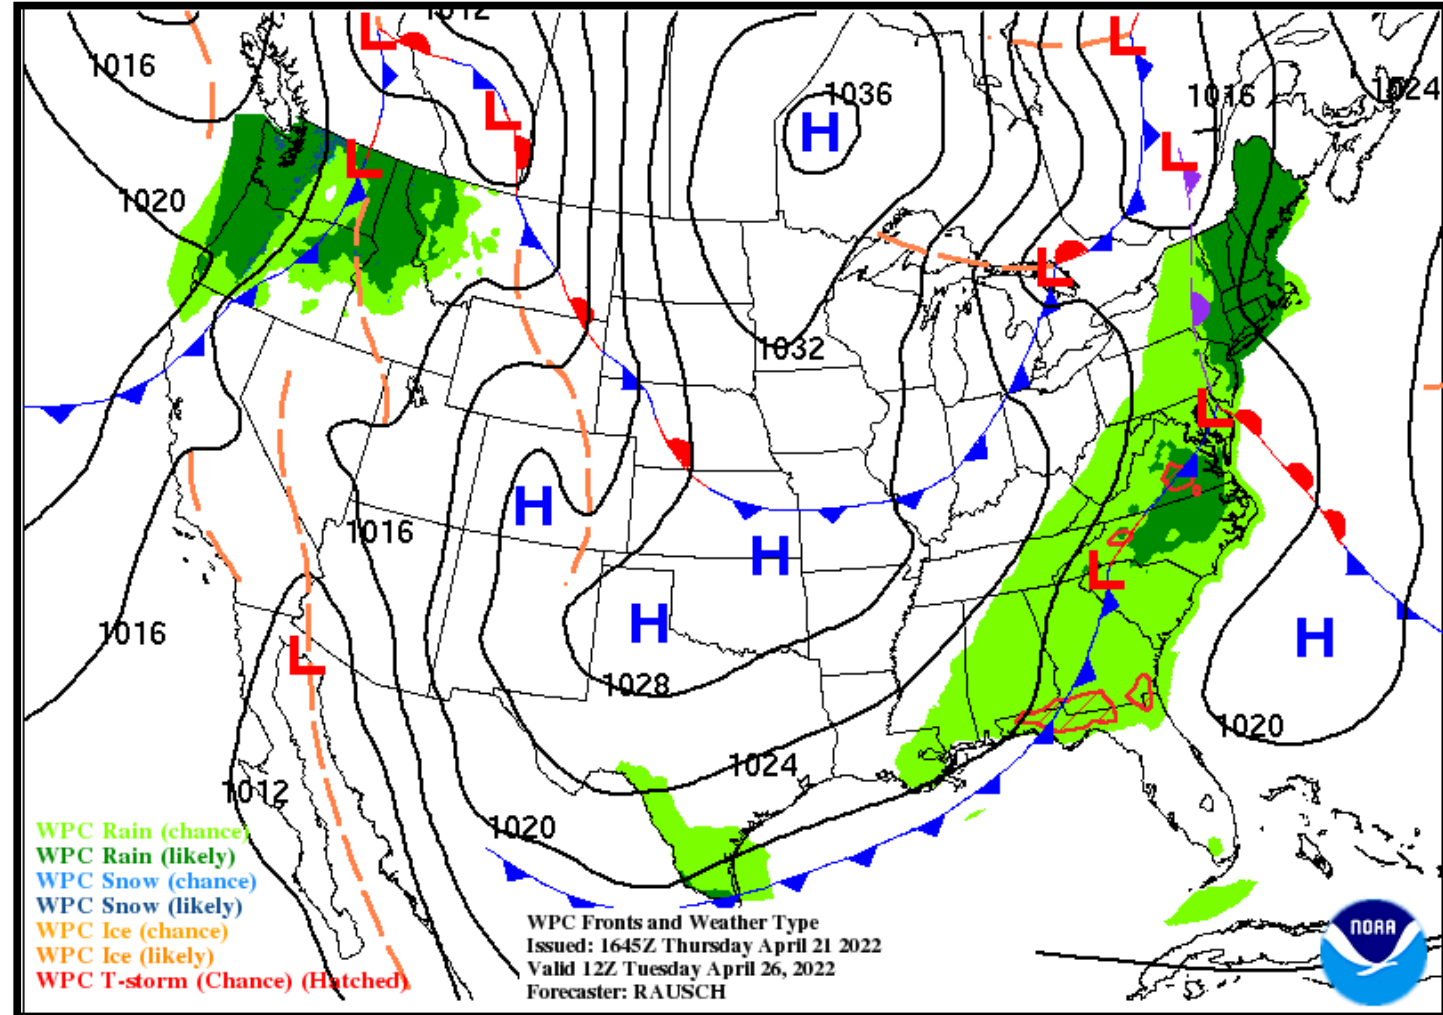 1012
L
L
1016
1036
H
L
1016
1024
L
L
L
1020
L
1032
L
H
1016
H
L
1016
H
H
L
1028
1020
1024
1012
1020
WPC Rain (chance)
WPC Rain (likely)
WPC Snow (chance)
WPC Snow (likely)
WPC Ice (chance)
WPC Ice (likely)
WPC T-storm (Chance) (Hatched)
WPC Fronts and Weather Type
Issued: 1645Z Thursday April 21 2022
Valid 12Z Tuesday April 26, 2022
Forecaster: RAUSCH
NOAA